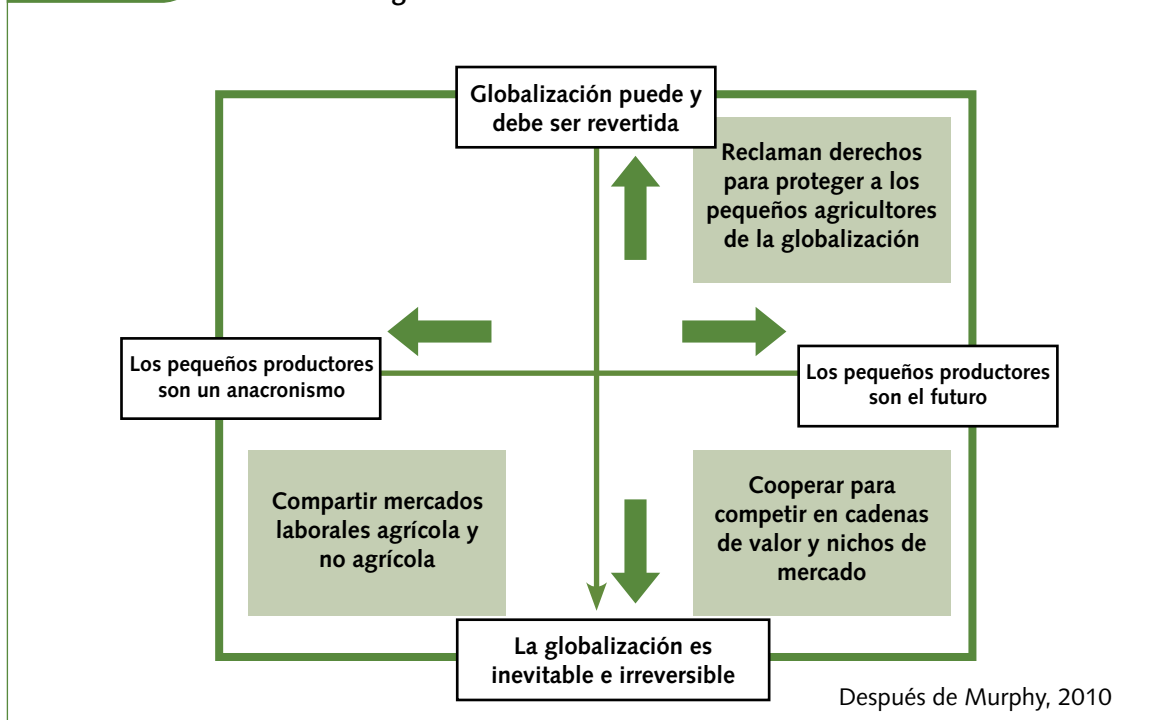 Globalización puede y
debe ser revertida
Reclaman derechos
para proteger a los
pequeños agricultores
de la globalización
Los pequeños productores
son un anacronismo
Los pequeños productores
son el futuro
Compartir mercados
laborales agrícola y
no agrícola
Cooperar para
competir en cadenas
de valor y nichos de
mercado
La globalización es
inevitable e irreversible
Después de Murphy, 2010